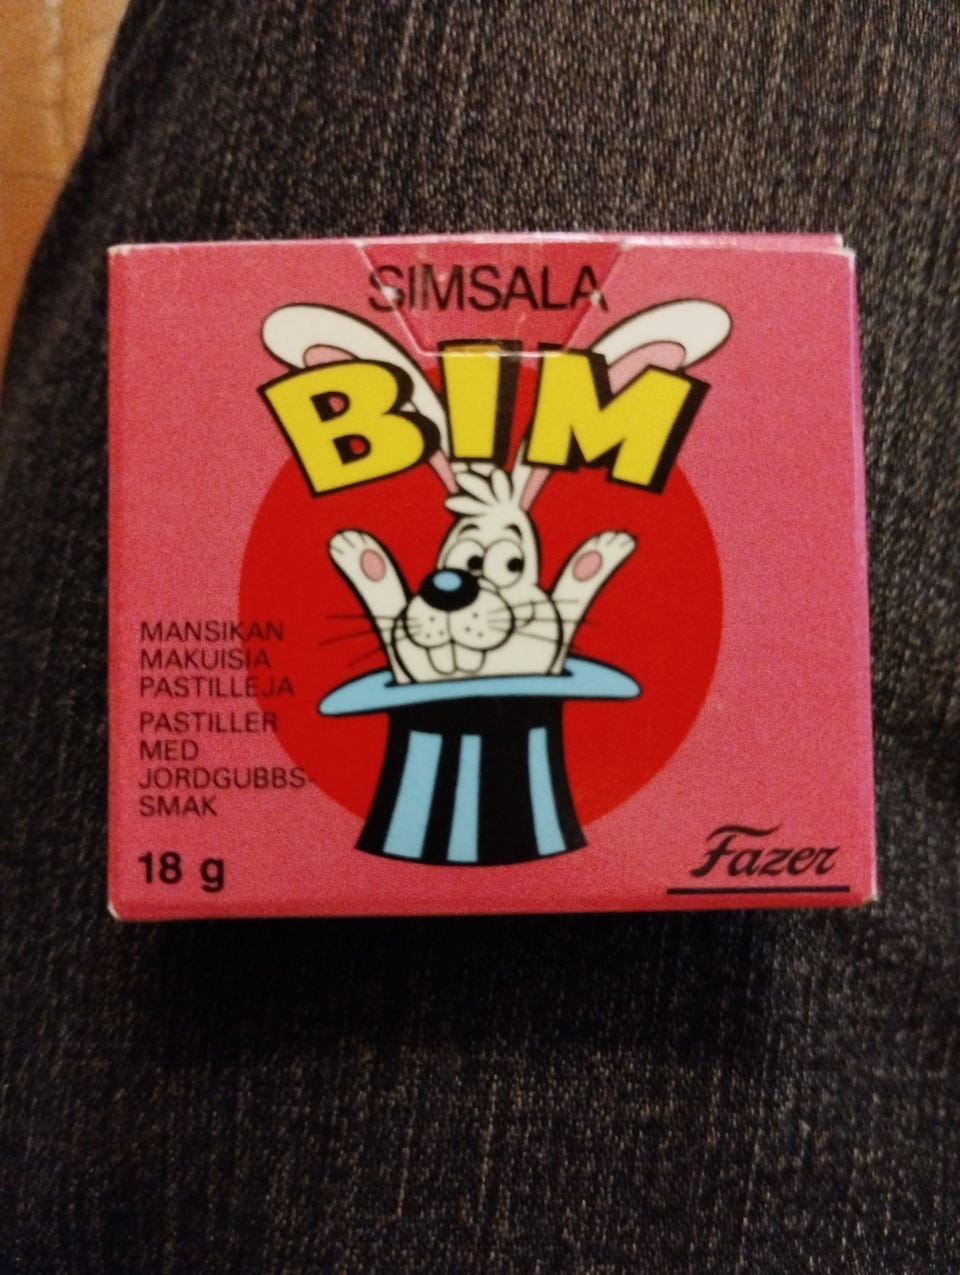 SIMSALA
BIM
MANSIKAN
MAKUISIA
PASTILLEJA
PASTILLER
MED
JORDGUBBS-
SMAK
18 g
Fazer